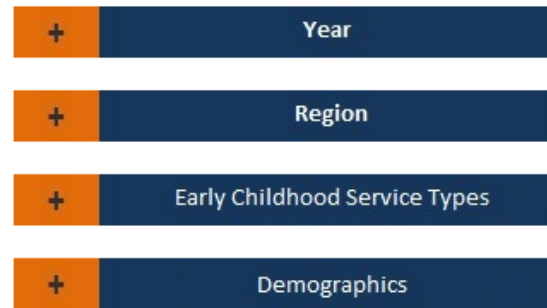 + Year
+ Region
+ Early Childhood Service Types
+ Demographics